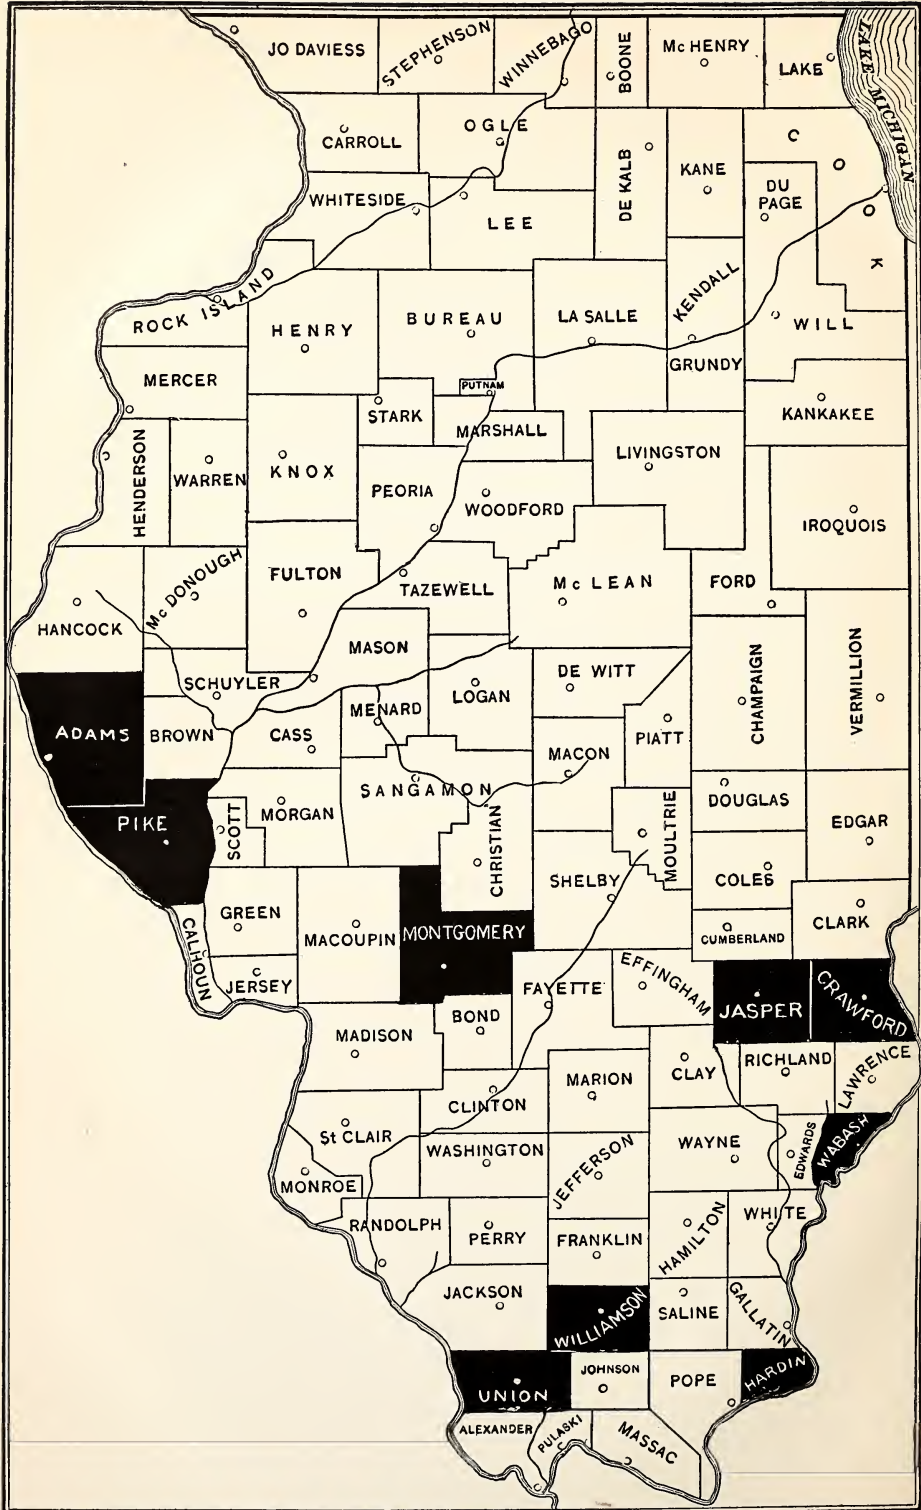 JO DAVIESS
STEPHENSON
WINNEBAGO
BOONE
McHENRY
LAKE
LAKE MICHIGAN
CARROLL
OGLE
DE KALB
KANE
COOK
DU PAGE
WHITESIDE
LEE
ROCK ISLAND
HENRY
BUREAU
LA SALLE
KENDALL
WILL
GRUNDY
MERCER
PUTNAM
STARK
MARSHALL
KANKAKEE
HENDERSON
WARREN
KNOX
PEORIA
WOODFORD
LIVINGSTON
IROQUOIS
HANCOCK
McDONOUGH
FULTON
TAZEWELL
McLEAN
FORD
MASON
SCHUYLER
LOGAN
DE WITT
CHAMPAIGN
VERMILLION
ADAMS
BROWN
CASS
MENARD
MACON
PIATT
PIKE
SCOTT
MORGAN
SANGAMON
CHRISTIAN
MOULTRIE
DOUGLAS
EDGAR
SHELBY
COLES
GREEN
CALHOUN
JERSEY
MACOUPIN
MONTGOMERY
CUMBERLAND
CLARK
FAYETTE
EFFINGHAM
JASPER
CRAWFORD
MADISON
BOND
CLAY
RICHLAND
LAWRENCE
CLINTON
MARION
St CLAIR
WASHINGTON
JEFFERSON
WAYNE
EDWARDS
WABASH
MONROE
RANDOLPH
PERRY
FRANKLIN
HAMILTON
WHITE
JACKSON
WILLIAMSON
SALINE
GALLATIN
UNION
JOHNSON
POPE
HARDIN
ALEXANDER
PULASKI
MASSAC